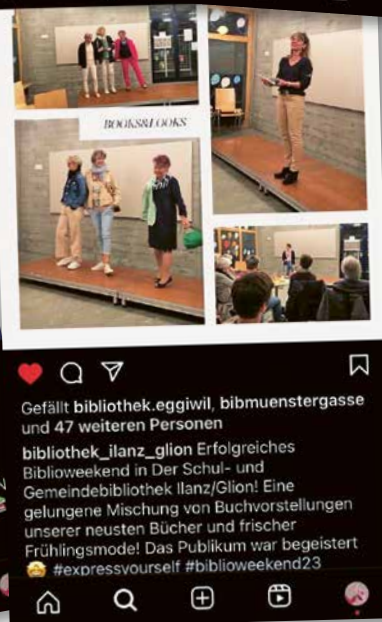 BOOKS&LOOKS
Gefällt bibliothek.eggiwil, bibmuenstergasse
und 47 weiteren Personen
bibliothek_ilanz_glion Erfolgreiches
Biblioweekend in Der Schul- und
Gemeindebibliothek Ilanz/Glion! Eine
gelungene Mischung von Buchvorstellungen
unserer neusten Bücher und frischer
Frühlingsmode! Das Publikum war begeistert
🤩 #expressyourself #biblioweekend23